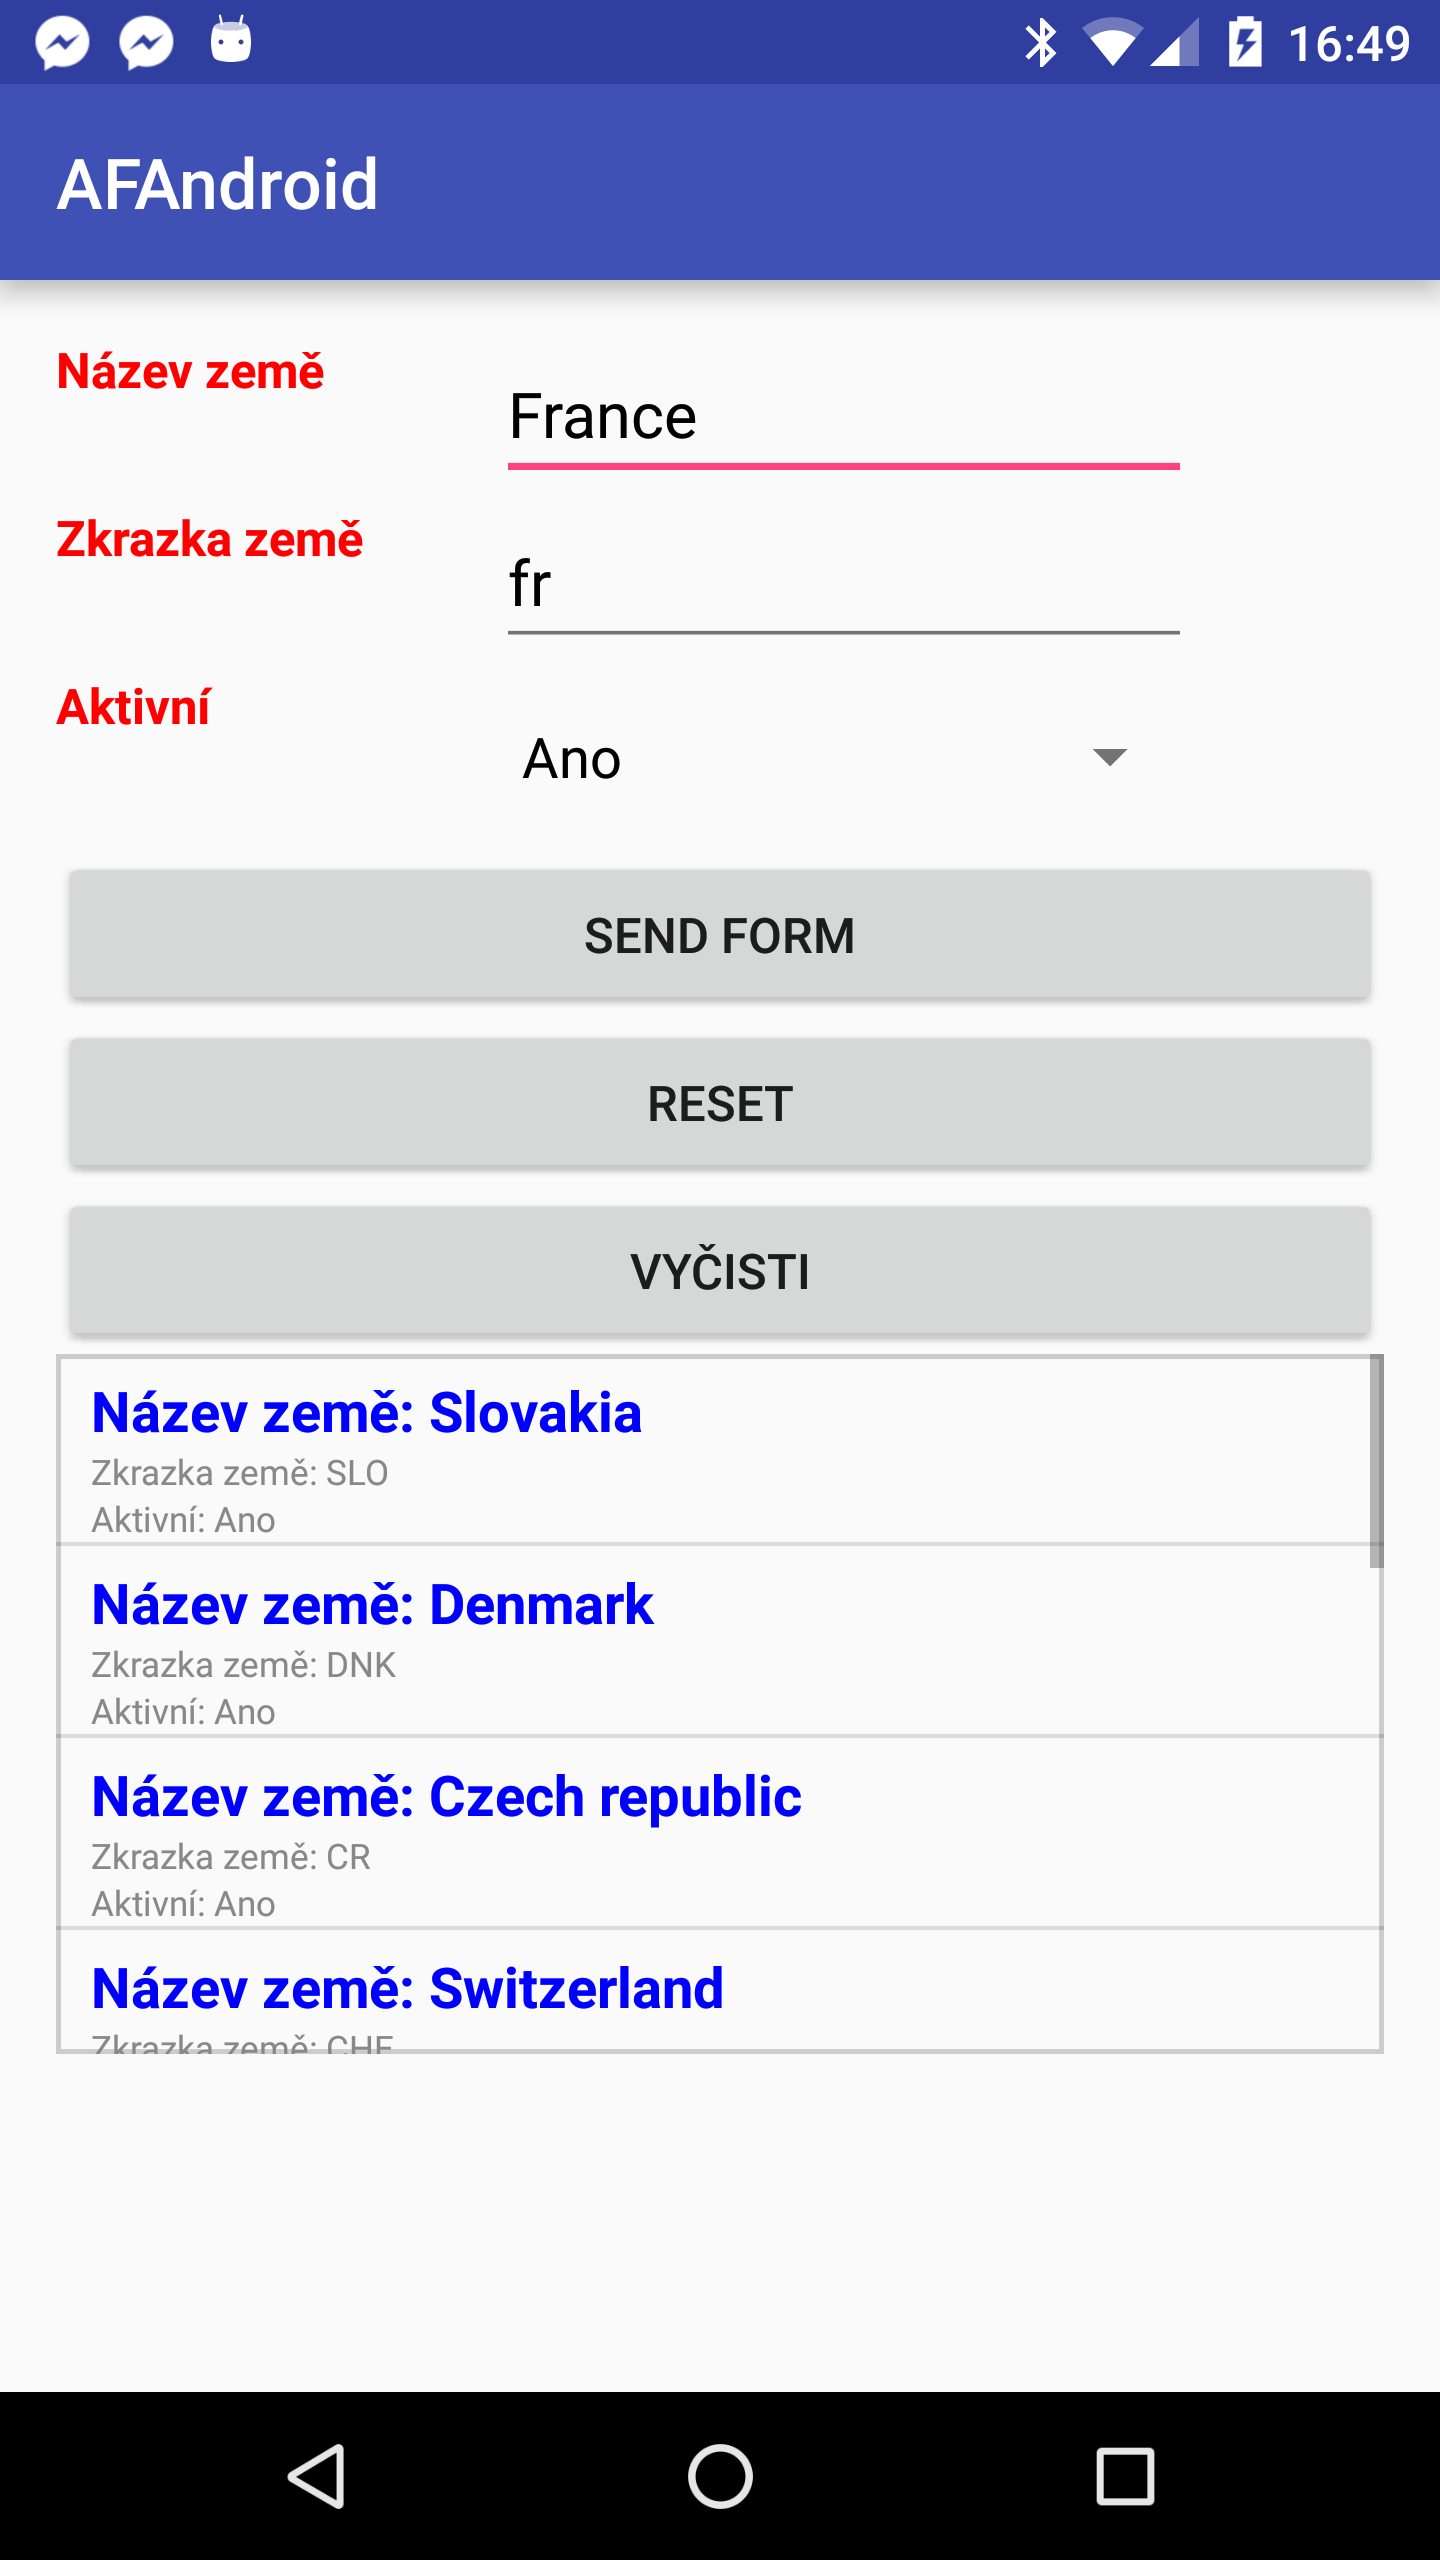 16:49
AFAndroid
Název země
France
Zkrazka země
fr
Aktivní
Ano
SEND FORM
RESET
VYČISTI
Název země: Slovakia
Zkrazka země: SLO
Aktivní: Ano
Název země: Denmark
Zkrazka země: DNK
Aktivní: Ano
Název země: Czech republic
Zkrazka země: CR
Aktivní: Ano
Název země: Switzerland
Zkrazka země: